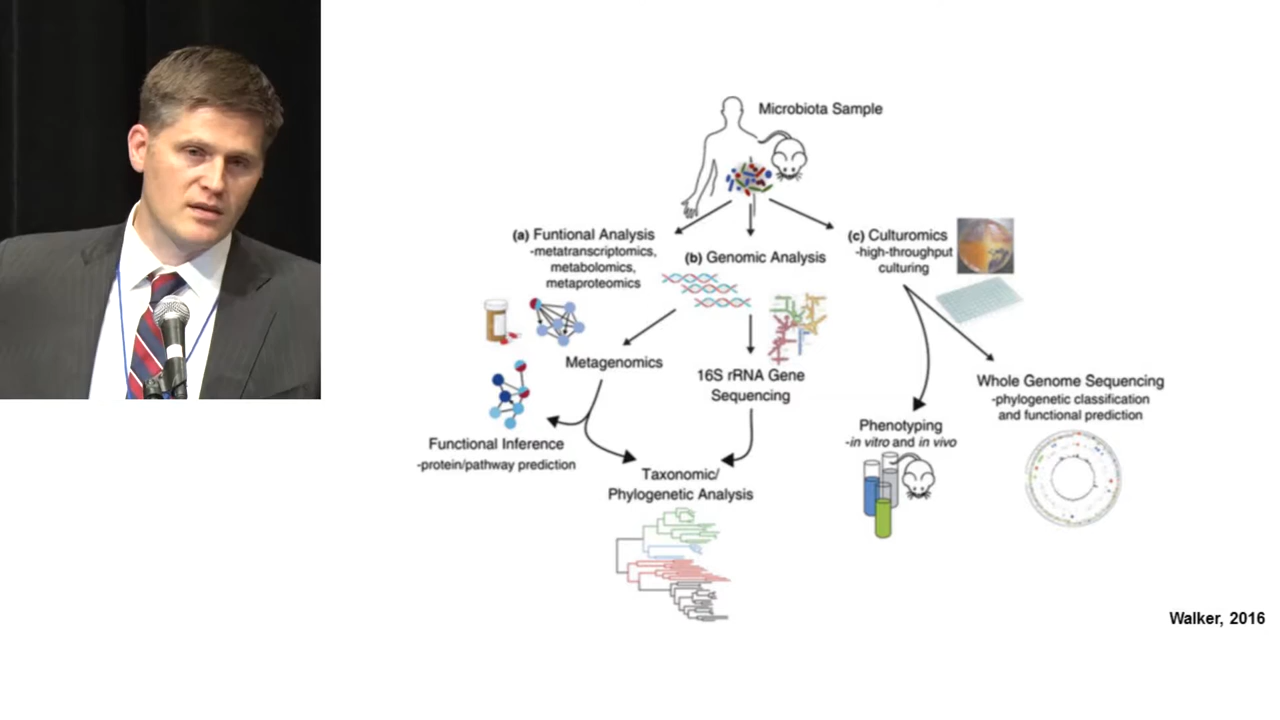 Microbiota Sample
(a) Funtional Analysis
-metatranscriptomics,
metabolomics,
metaproteomics
(b) Genomic Analysis
(c) Culturomics
-high-throughput
culturing
Metagenomics
16S rRNA Gene
Sequencing
Whole Genome Sequencing
-phylogenetic classification
and functional prediction
Phenotyping
-in vitro and in vivo
Functional Inference
-protein/pathway prediction
Taxonomic/
Phylogenetic Analysis
Walker, 2016